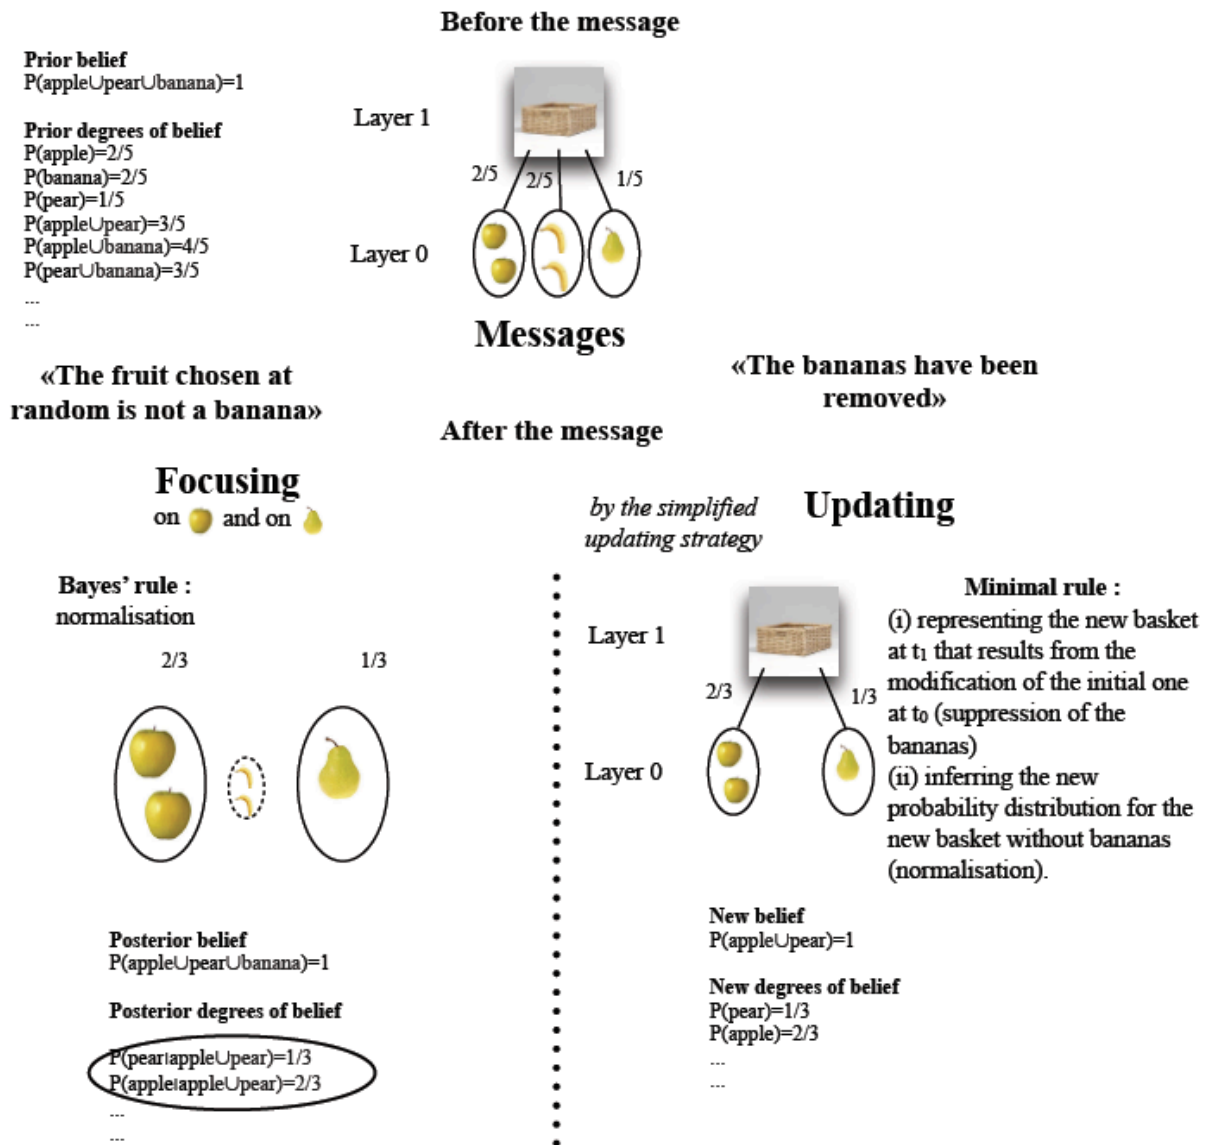 Before the message
Prior belief
P(apple∪pear∪banana)=1
Prior degrees of belief
P(apple)=2/5
P(banana)=2/5
P(pear)=1/5
P(apple∪pear)=3/5
P(apple∪banana)=4/5
P(pear∪banana)=3/5
...
...
Layer 1
2/5 2/5 1/5
Layer 0
Messages
«The fruit chosen at
random is not a banana»
«The bananas have been
removed»
After the message
Focusing
on and on
Bayes’ rule :
normalisation
2/3 1/3
Posterior belief
P(apple∪pear∪banana)=1
Posterior degrees of belief
P(pear|apple∪pear)=1/3
P(apple|apple∪pear)=2/3
...
...
by the simplified
updating strategy
Updating
Layer 1
2/3 1/3
Layer 0
Minimal rule :
(i) representing the new basket
at t1 that results from the
modification of the initial one
at t0 (suppression of the
bananas)
(ii) inferring the new
probability distribution for the
new basket without bananas
(normalisation).
New belief
P(apple∪pear)=1
New degrees of belief
P(pear)=1/3
P(apple)=2/3
...
...